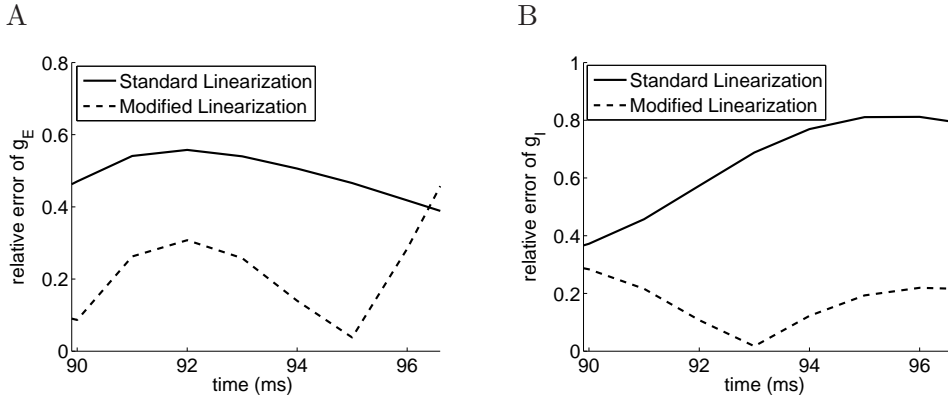 A
0.8
0.6
0.4
0.2
0
relative error of g_E
Standard Linearization
Modified Linearization
90
92
94
96
time (ms)
B
1
0.8
0.6
0.4
0.2
0
relative error of g_I
Standard Linearization
Modified Linearization
90
92
94
96
time (ms)